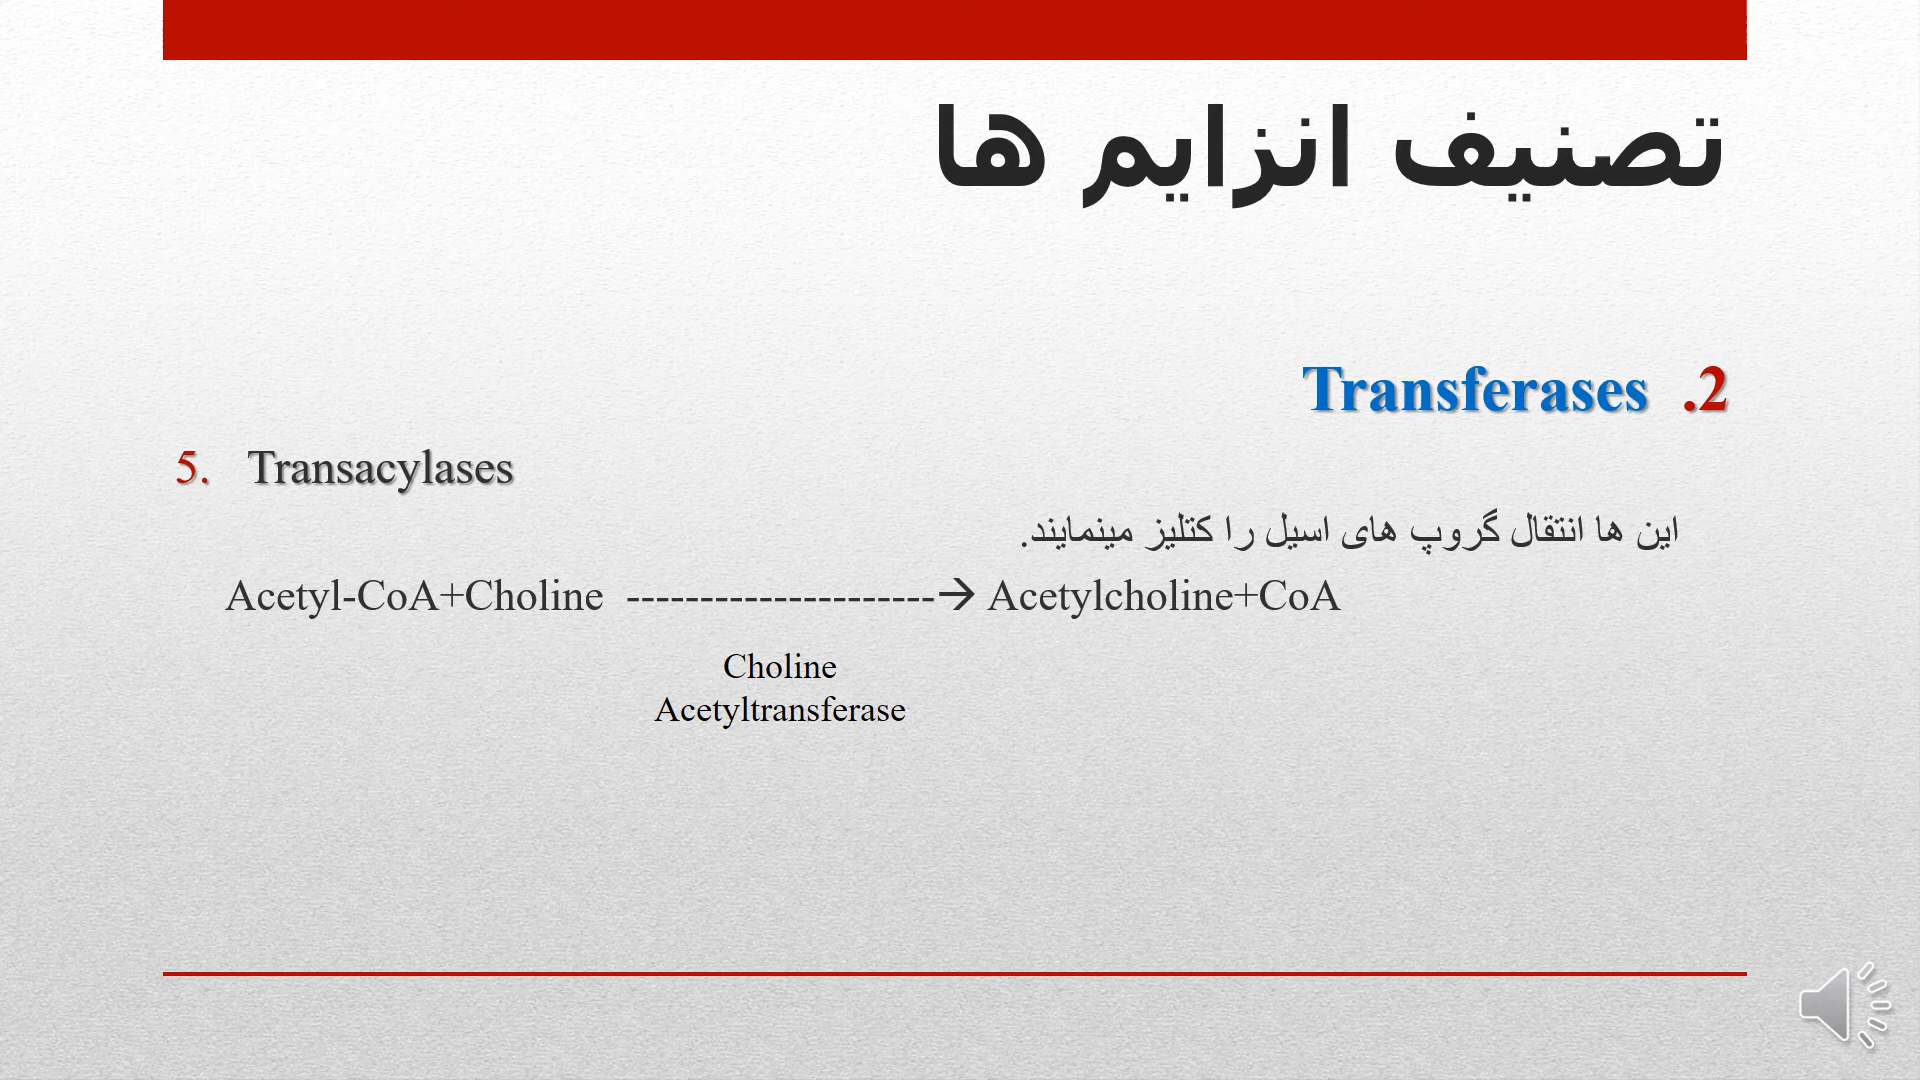 تصنیف انزایم ها
2. Transferases
5. Transacylases
این ها انتقال گروپ های اسیل را کتلیز مینمایند.
Acetyl-CoA+Choline ---------------------→ Acetylcholine+CoA
Choline
Acetyltransferase